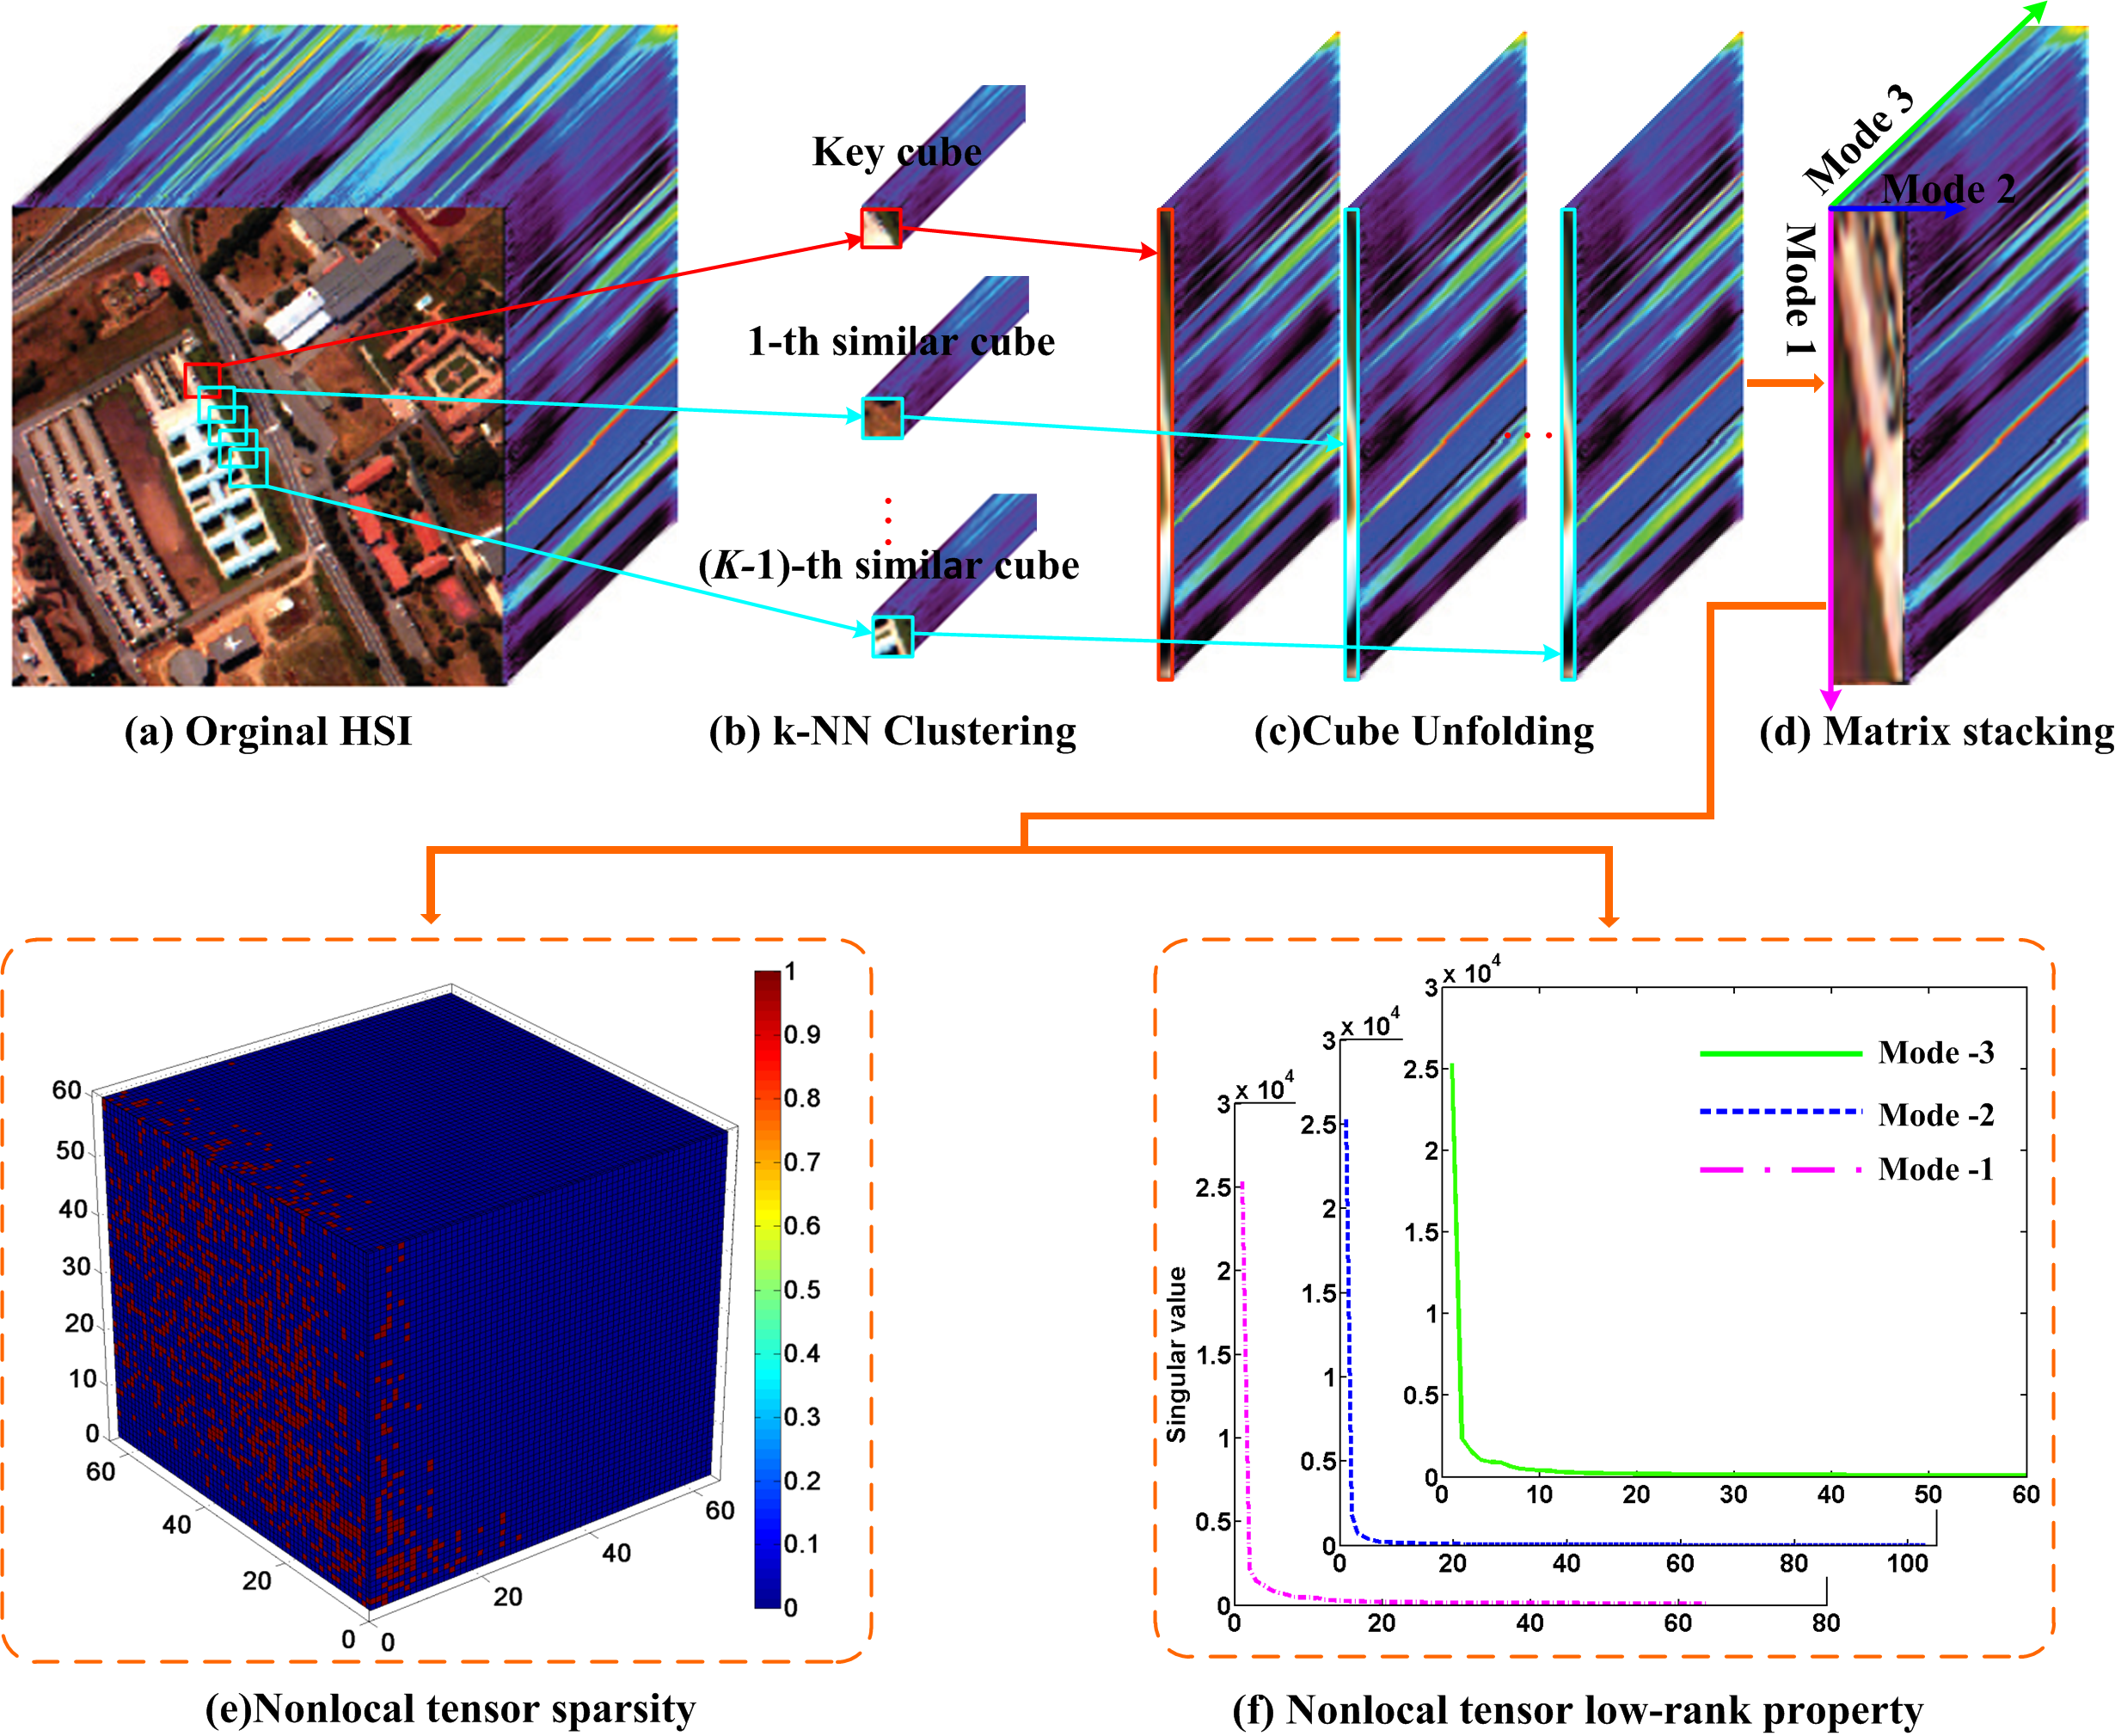 Key cube
1-th similar cube
(K-1)-th similar cube
Mode 3
Mode 2
Mode 1
(a) Orginal HSI
(b) k-NN Clustering
(c)Cube Unfolding
(d) Matrix stacking
60
50
40
30
20
10
0
60
40
20
0
0
20
40
60
1
0.9
0.8
0.7
0.6
0.5
0.4
0.3
0.2
0.1
0
Singular value
x 10^4
3
2.5
2
1.5
1
0.5
0
0 20 40 60 80
x 10^4
3
2.5
2
1.5
1
0.5
0
0 20 40 60 80 100
x 10^4
3
2.5
2
1.5
1
0.5
0
0 10 20 30 40 50 60
Mode -3
Mode -2
Mode -1
(e)Nonlocal tensor sparsity
(f) Nonlocal tensor low-rank property